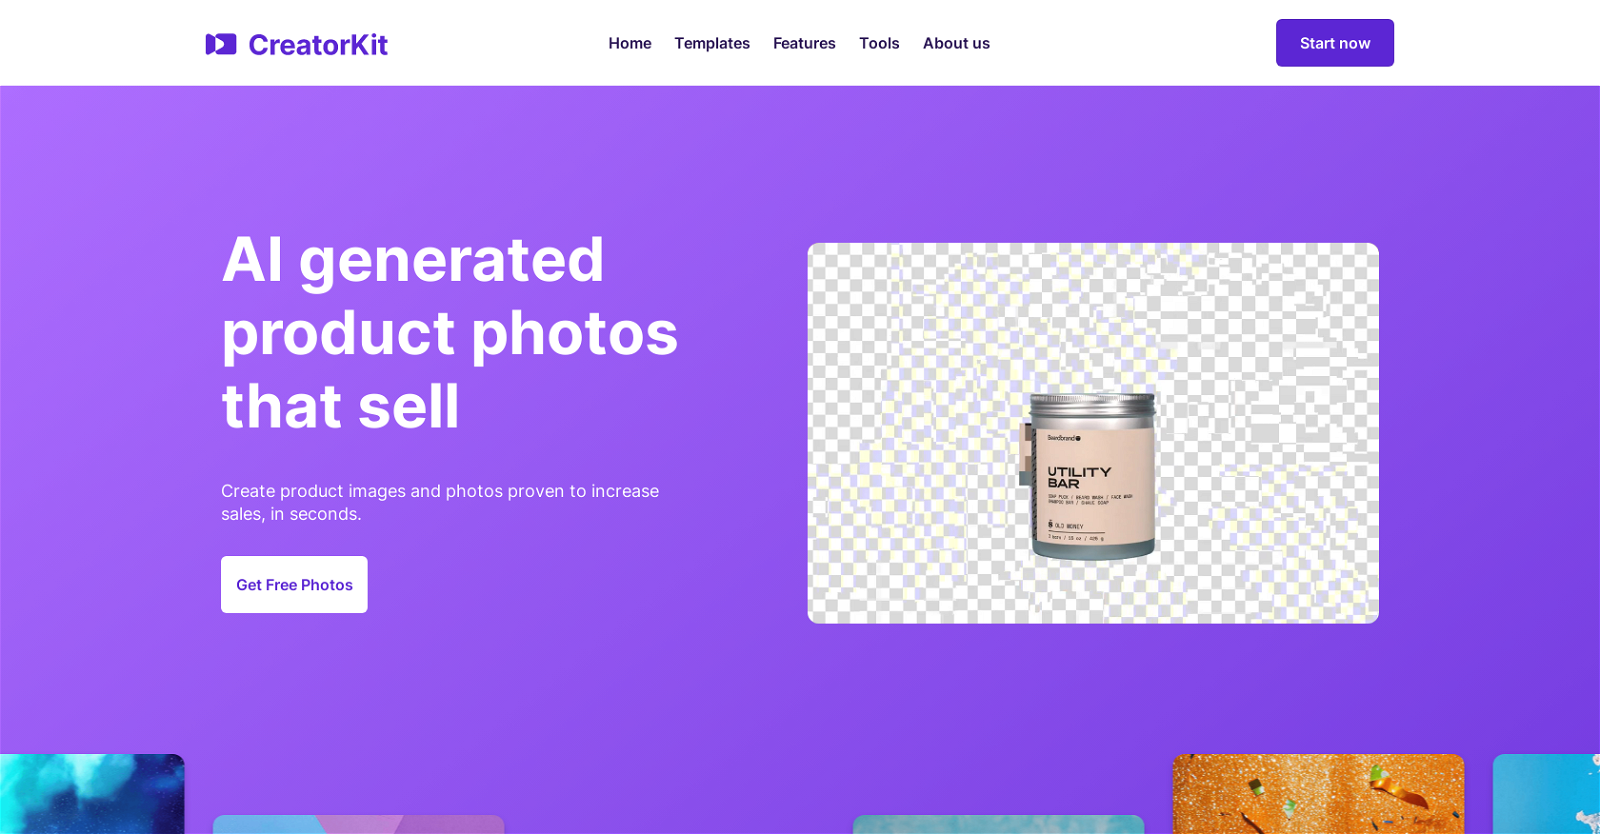 CreatorKit
Home Templates Features Tools About us
Start now
AI generated
product photos
that sell
Create product images and photos proven to increase
sales, in seconds.
Get Free Photos
Beardbrand
UTILITY
BAR
SOAP PUCK / BEARD WASH / FACE WASH
SHAMPOO BAR / SHAVE SOAP
OLD MONEY